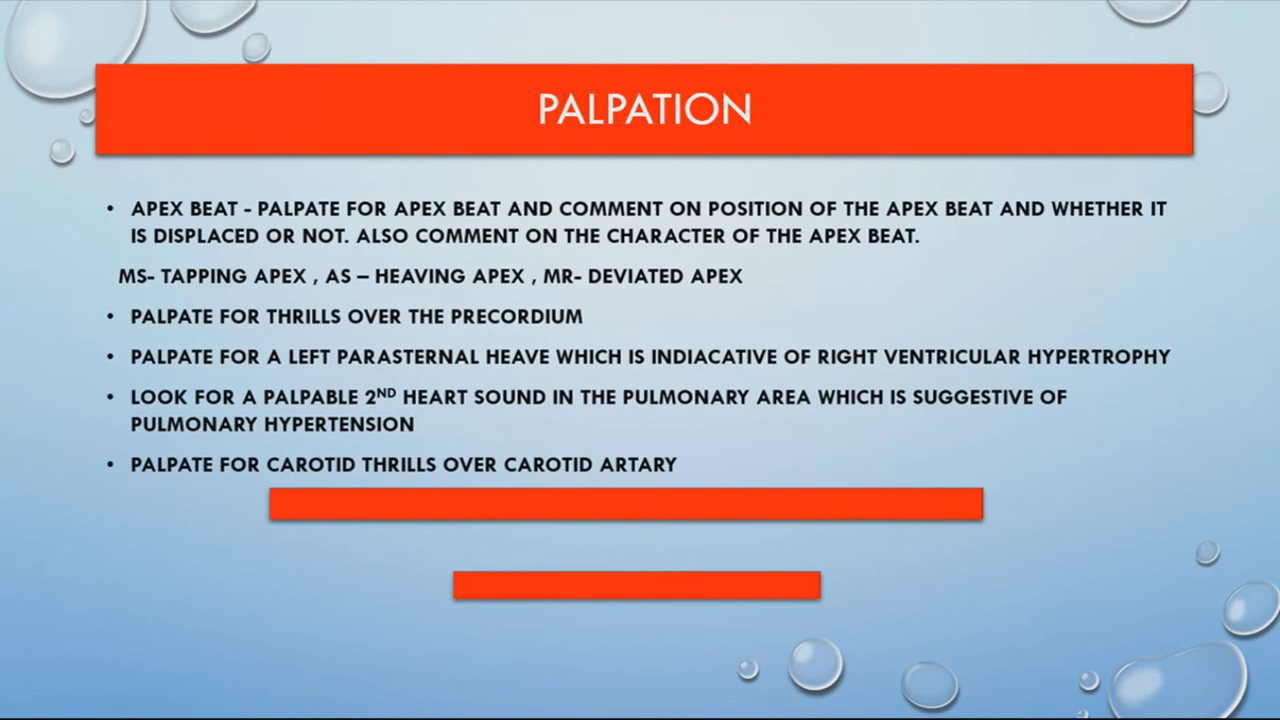 PALPATION
• APEX BEAT - PALPATE FOR APEX BEAT AND COMMENT ON POSITION OF THE APEX BEAT AND WHETHER IT
IS DISPLACED OR NOT. ALSO COMMENT ON THE CHARACTER OF THE APEX BEAT.
MS- TAPPING APEX , AS – HEAVING APEX , MR- DEVIATED APEX
• PALPATE FOR THRILLS OVER THE PRECORDIUM
• PALPATE FOR A LEFT PARASTERNAL HEAVE WHICH IS INDIACATIVE OF RIGHT VENTRICULAR HYPERTROPHY
• LOOK FOR A PALPABLE 2ND HEART SOUND IN THE PULMONARY AREA WHICH IS SUGGESTIVE OF
PULMONARY HYPERTENSION
• PALPATE FOR CAROTID THRILLS OVER CAROTID ARTARY